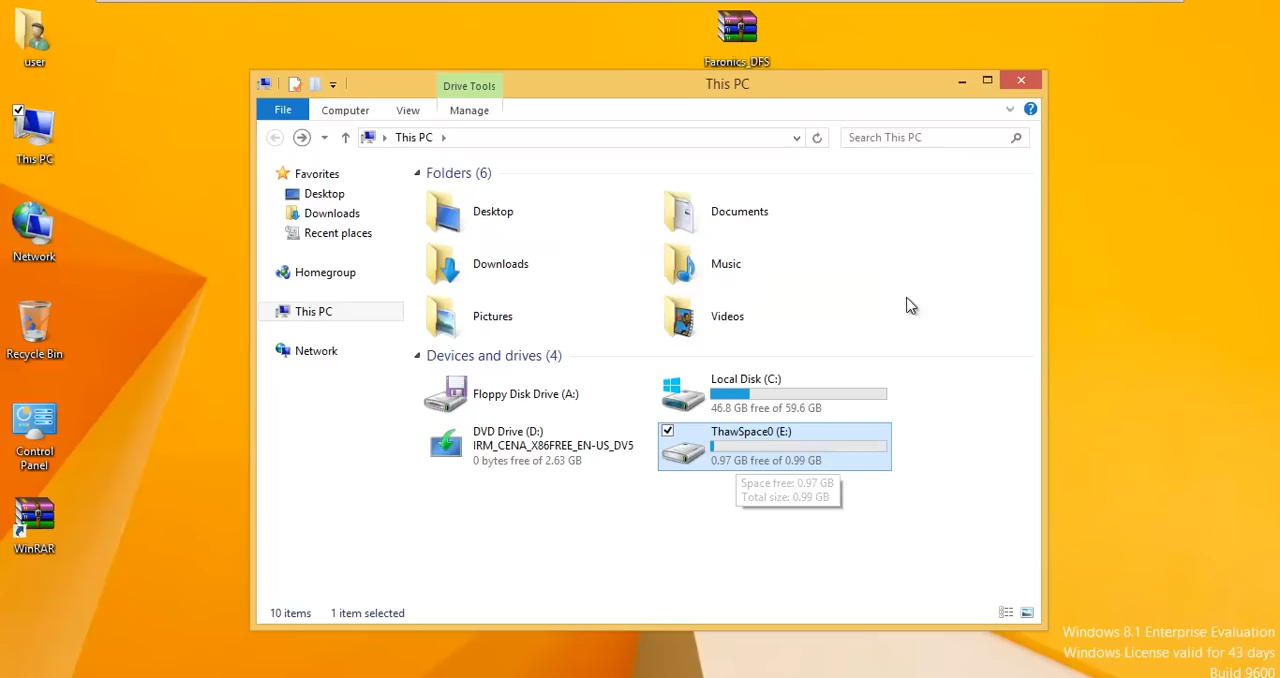 user
This PC
Network
Recycle Bin
Control
Panel
WinRAR
Faronics_DFS
Drive Tools
This PC
File
Computer
View
Manage
This PC
Search This PC
Favorites
Desktop
Downloads
Recent places
Homegroup
This PC
Network
Folders (6)
Desktop
Documents
Downloads
Music
Pictures
Videos
Devices and drives (4)
Floppy Disk Drive (A:)
Local Disk (C:)
46.8 GB free of 59.6 GB
DVD Drive (D:)
IRM_CENA_X86FREE_EN-US_DV5
0 bytes free of 2.63 GB
ThawSpace0 (E:)
0.97 GB free of 0.99 GB
Space free: 0.97 GB
Total size: 0.99 GB
10 items
1 item selected
Windows 8.1 Enterprise Evaluation
Windows License valid for 43 days
Build 9600